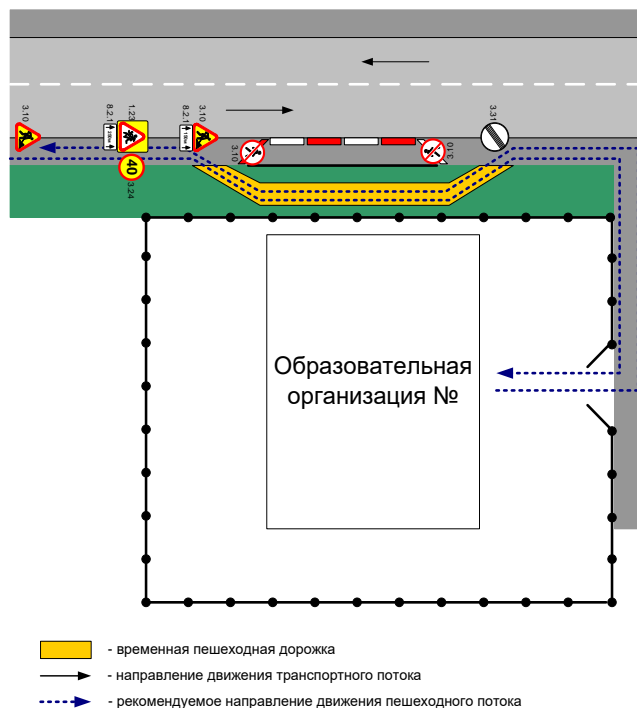 3.10
8.2.1
1.23
8.2.1
3.10
3.31
3.10
3.10
40
3.24
Образовательная
организация №
- временная пешеходная дорожка
- направление движения транспортного потока
- рекомендуемое направление движения пешеходного потока